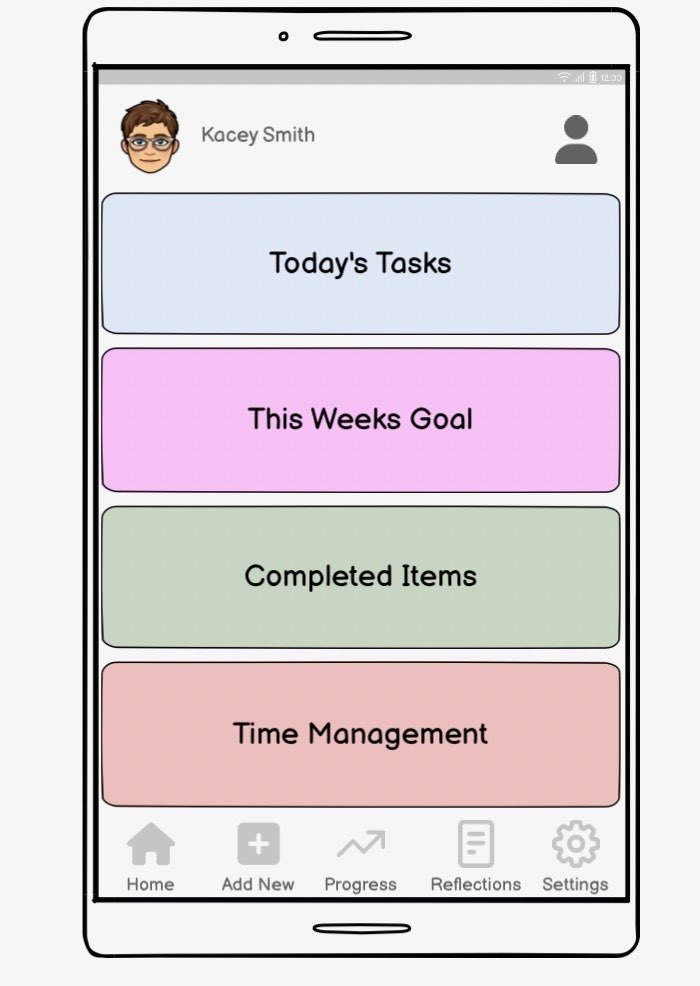 12:33
Kacey Smith
Today's Tasks
This Weeks Goal
Completed Items
Time Management
Home
Add New
Progress
Reflections
Settings